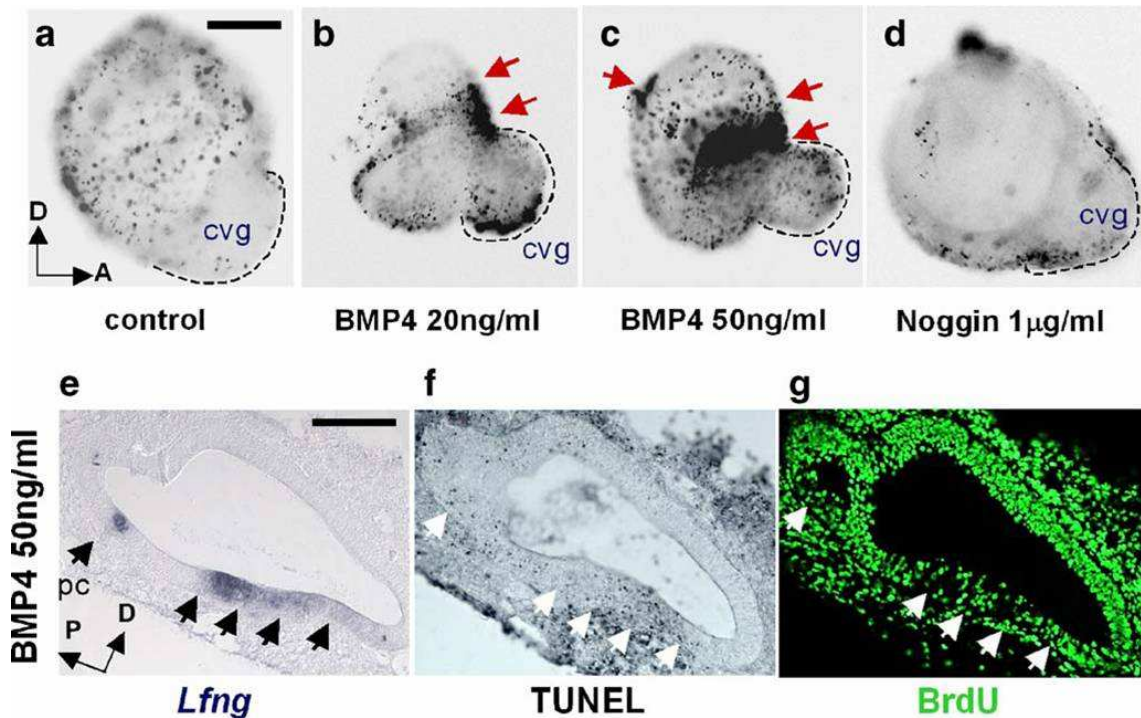 a b c d
cvg cvg cvg cvg
D
A
control BMP4 20ng/ml BMP4 50ng/ml Noggin 1μg/ml
e f g
BMP4 50ng/ml
pc
P D
Lfng TUNEL BrdU